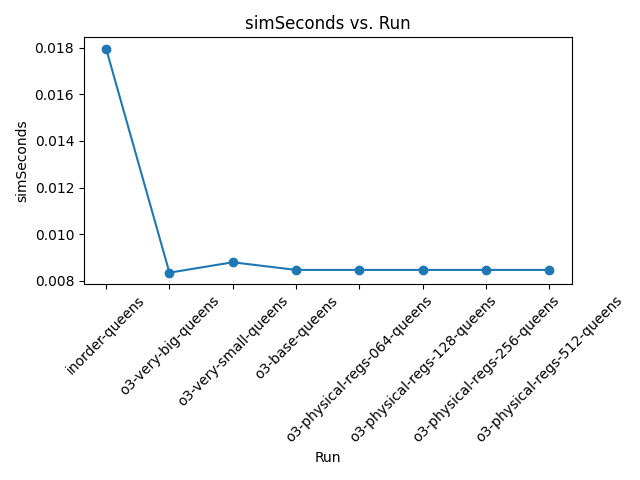 simSeconds vs. Run
simSeconds
0.018
0.016
0.014
0.012
0.010
0.008
inorder-queens
o3-very-big-queens
o3-very-small-queens
o3-base-queens
o3-physical-regs-064-queens
o3-physical-regs-128-queens
o3-physical-regs-256-queens
o3-physical-regs-512-queens
Run